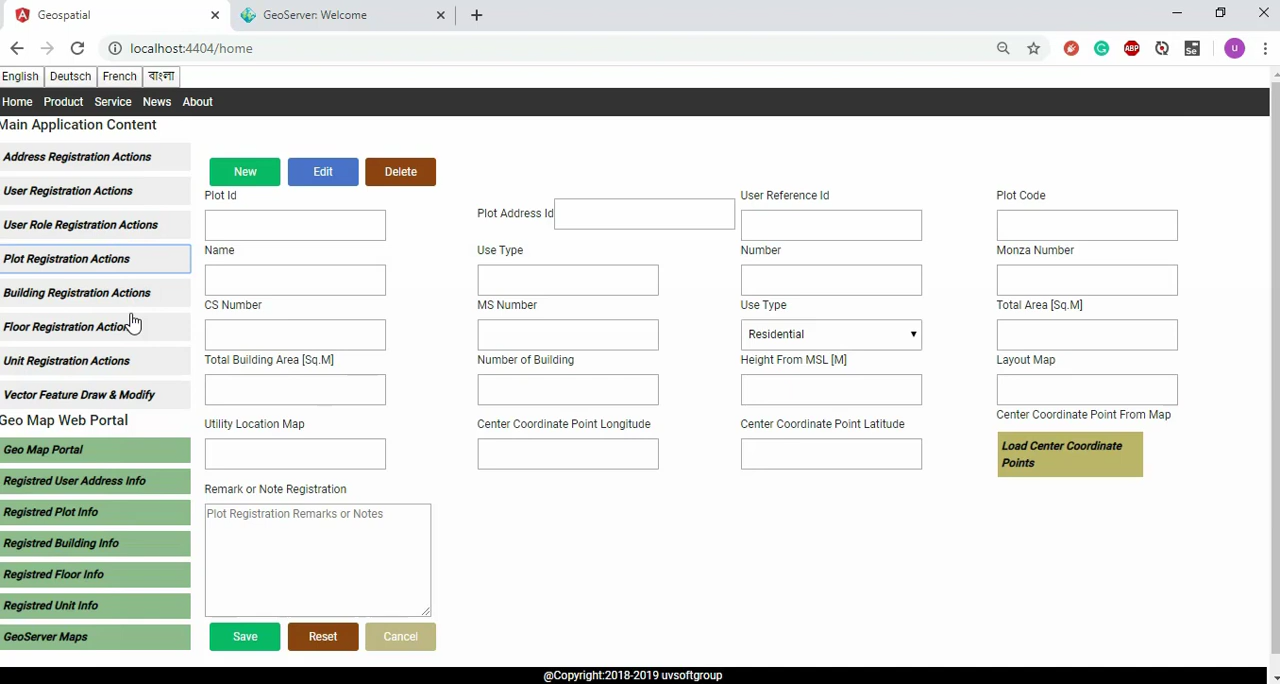 Geospatial
GeoServer: Welcome
localhost:4404/home
ABP
Se
U
English Deutsch French বাংলা
Home Product Service News About
Main Application Content
Address Registration Actions
User Registration Actions
User Role Registration Actions
Plot Registration Actions
Building Registration Actions
Floor Registration Action
Unit Registration Actions
Vector Feature Draw & Modify
Geo Map Web Portal
Geo Map Portal
Registred User Address Info
Registred Plot Info
Registred Building Info
Registred Floor Info
Registred Unit Info
GeoServer Maps
New Edit Delete
Plot Id
Plot Address Id
User Reference Id
Plot Code
Name
Use Type
Number
Monza Number
CS Number
MS Number
Use Type
Residential
Total Area [Sq.M]
Total Building Area [Sq.M]
Number of Building
Height From MSL [M]
Layout Map
Utility Location Map
Center Coordinate Point Longitude
Center Coordinate Point Latitude
Center Coordinate Point From Map
Load Center Coordinate
Points
Remark or Note Registration
Plot Registration Remarks or Notes
Save Reset Cancel
@Copyright:2018-2019 uvsoftgroup